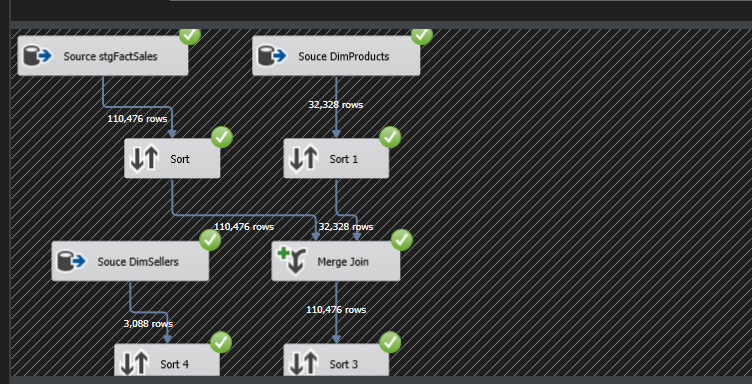 Source stgFactSales
Souce DimProducts
110,476 rows
32,328 rows
Sort
Sort 1
110,476 rows
32,328 rows
Souce DimSellers
Merge Join
3,088 rows
110,476 rows
Sort 4
Sort 3